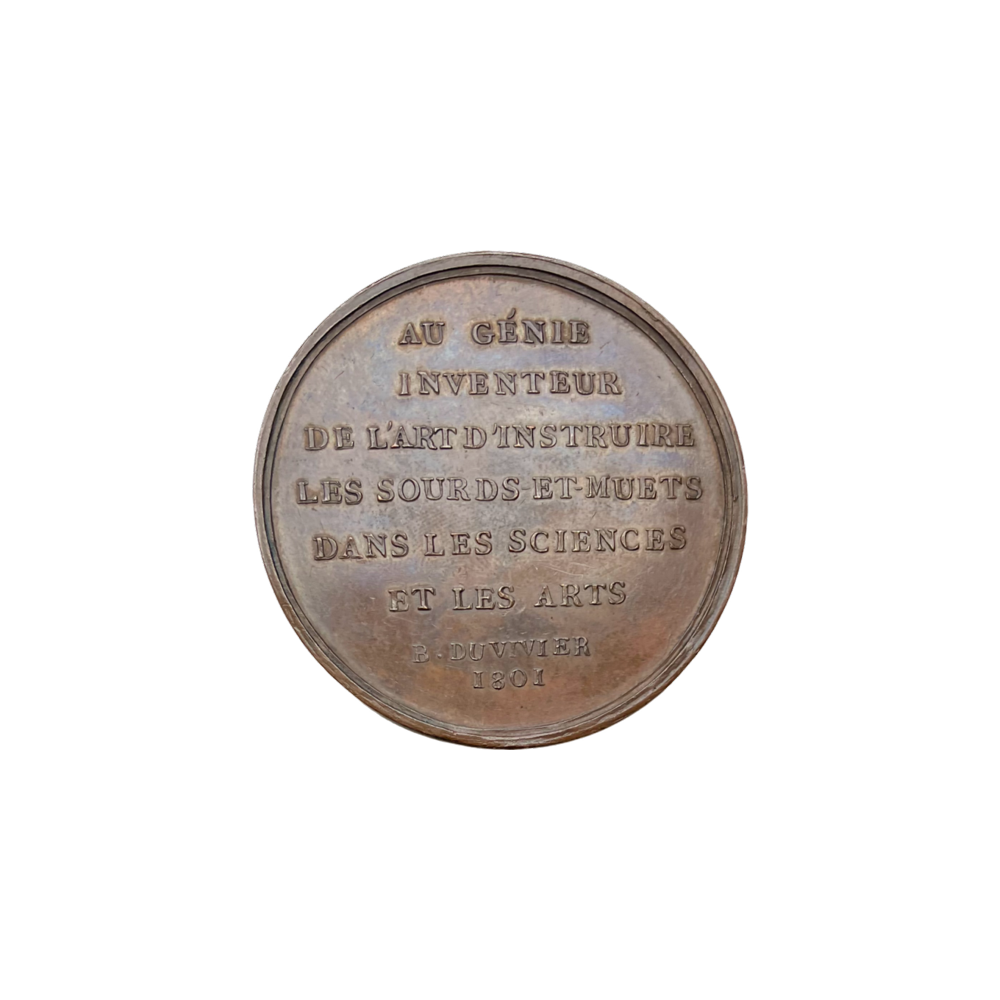 AU GÉNIE
INVENTEUR
DE L'ART D'INSTRUIRE
LES SOURDS-ET-MUETS
DANS LES SCIENCES
ET LES ARTS
B. DUVIVIER
1801